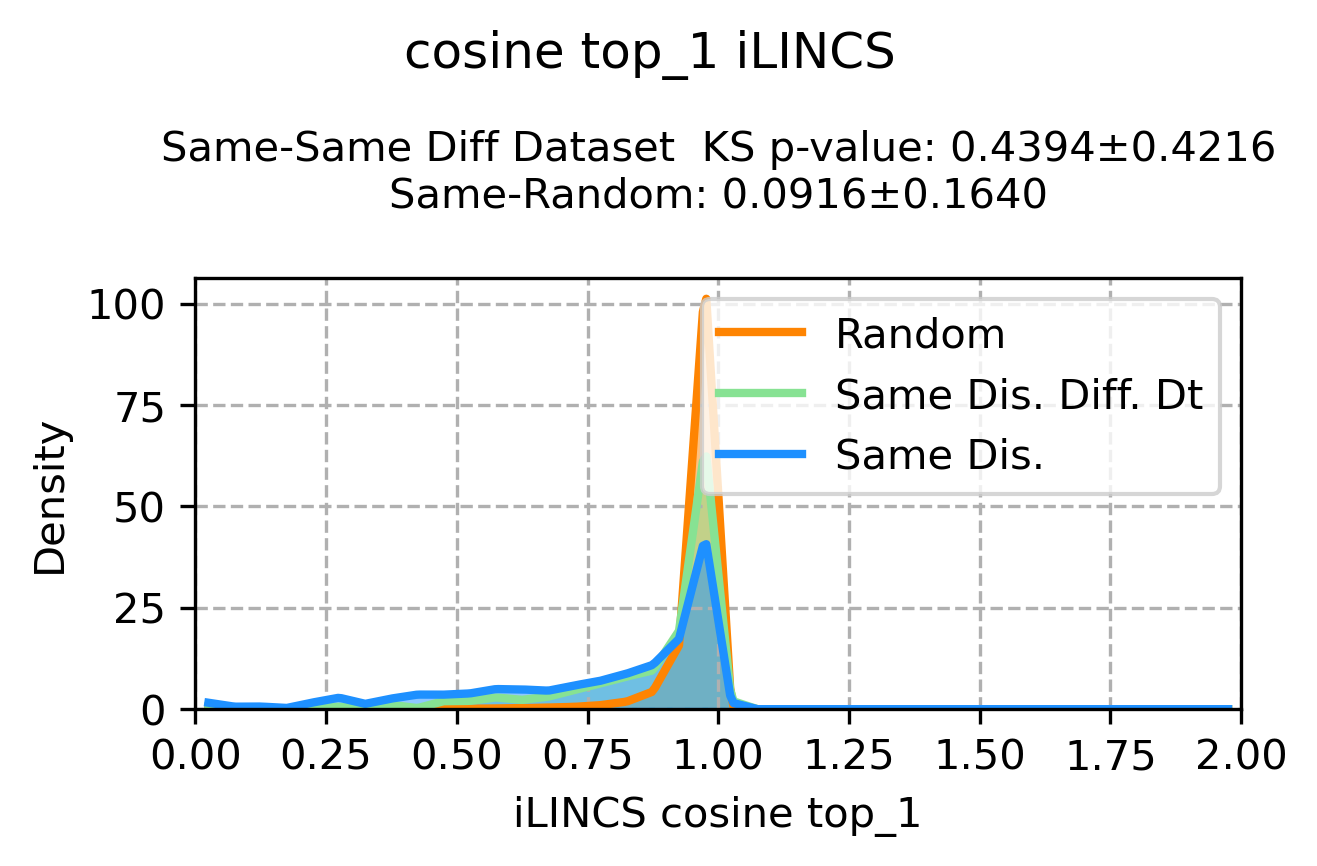 cosine top_1 iLINCS
Same-Same Diff Dataset  KS p-value: 0.4394±0.4216
Same-Random: 0.0916±0.1640
100
75
50
25
0
Density
Random
Same Dis. Diff. Dt
Same Dis.
0.00 0.25 0.50 0.75 1.00 1.25 1.50 1.75 2.00
iLINCS cosine top_1